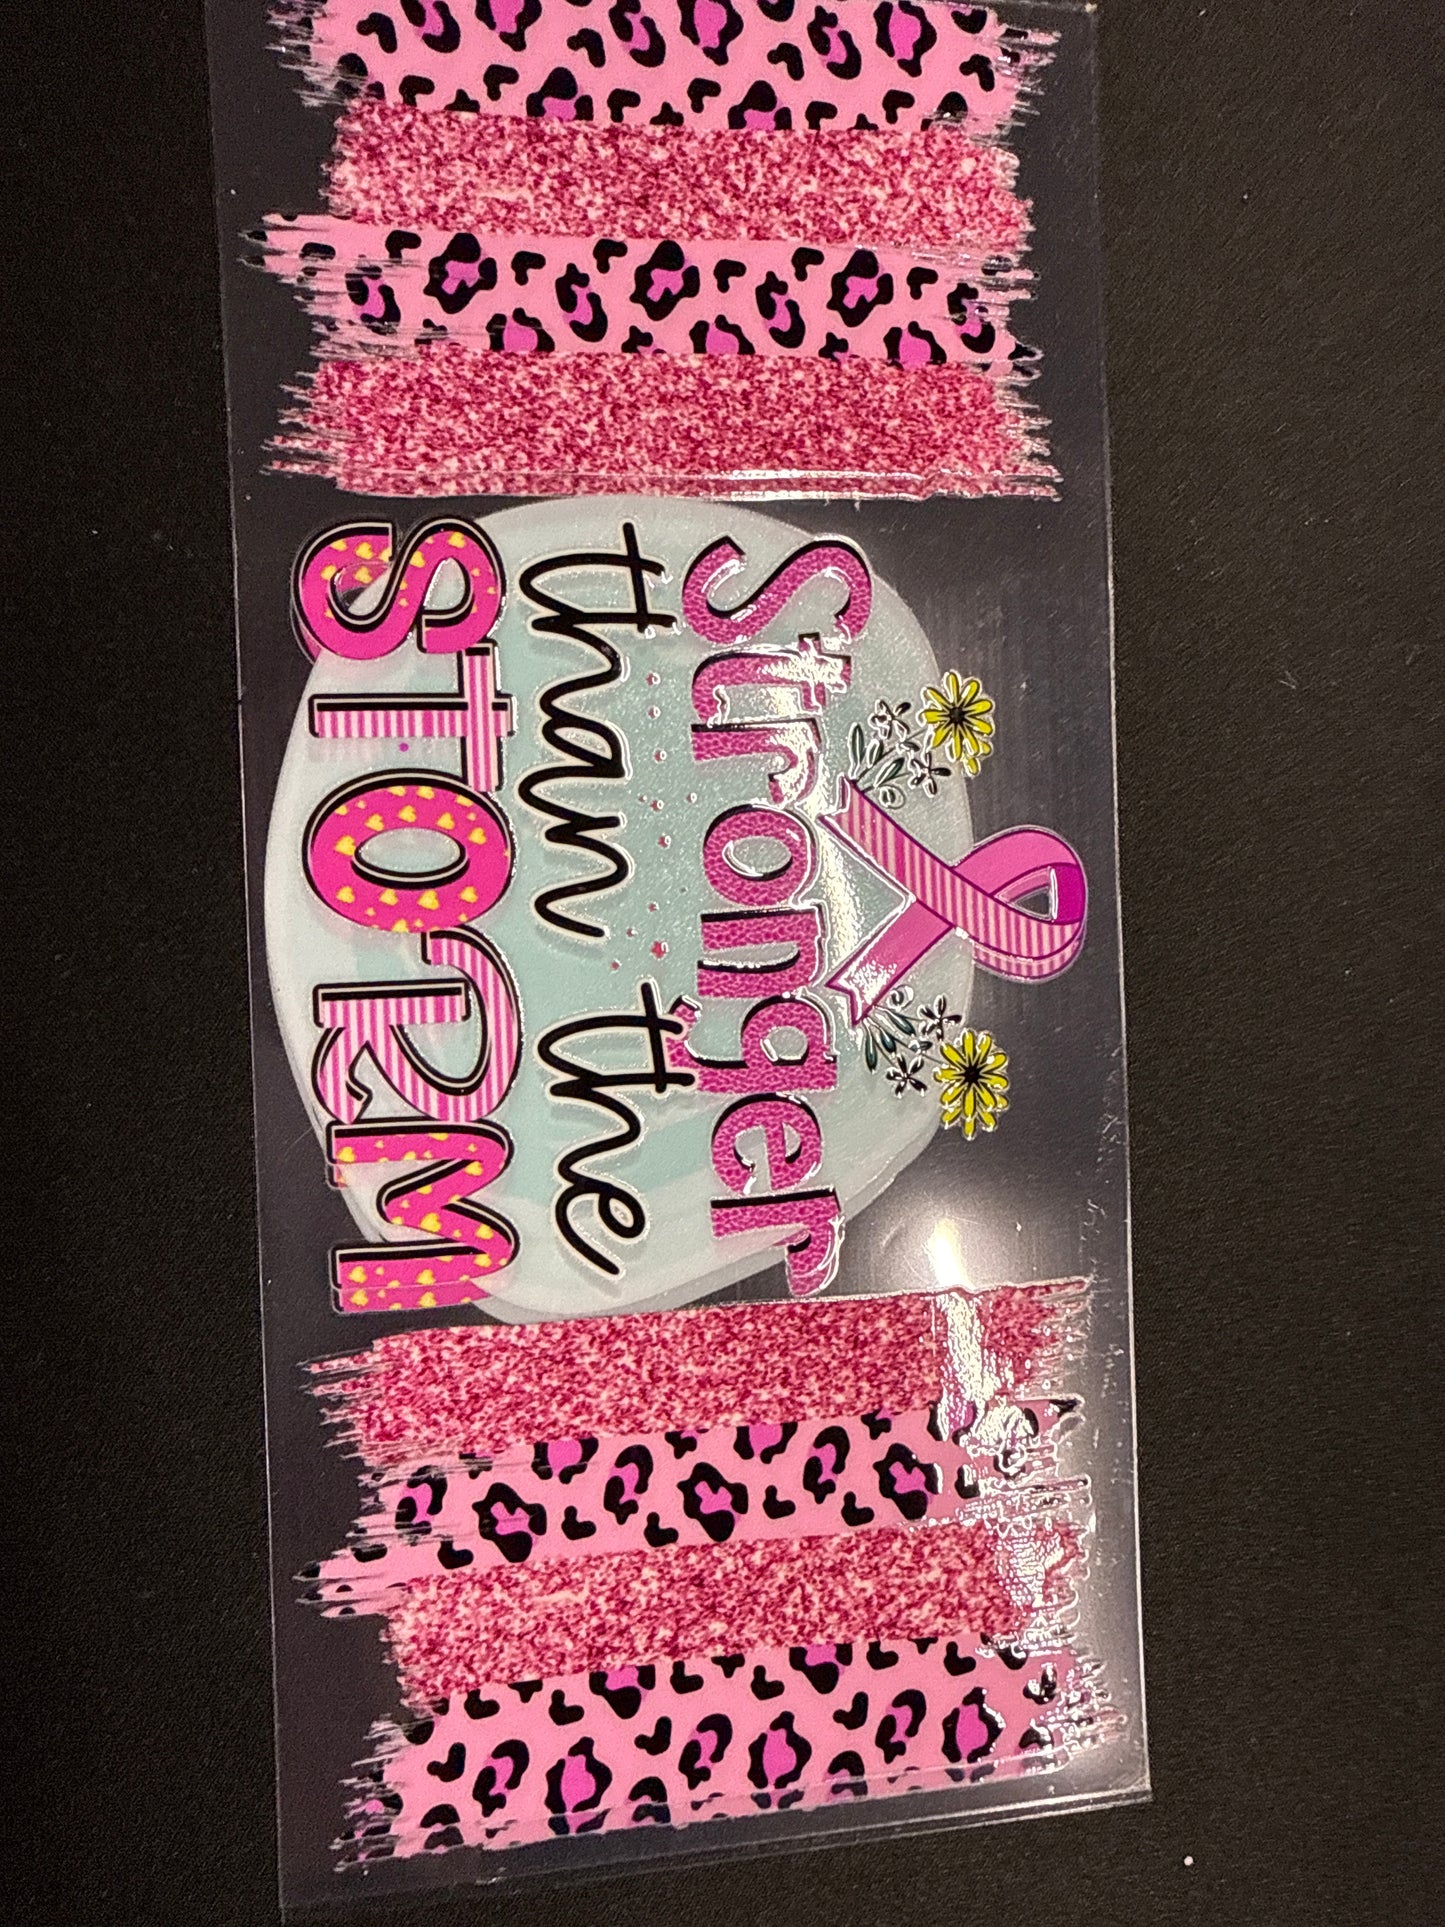 Stronger
than the
STORM